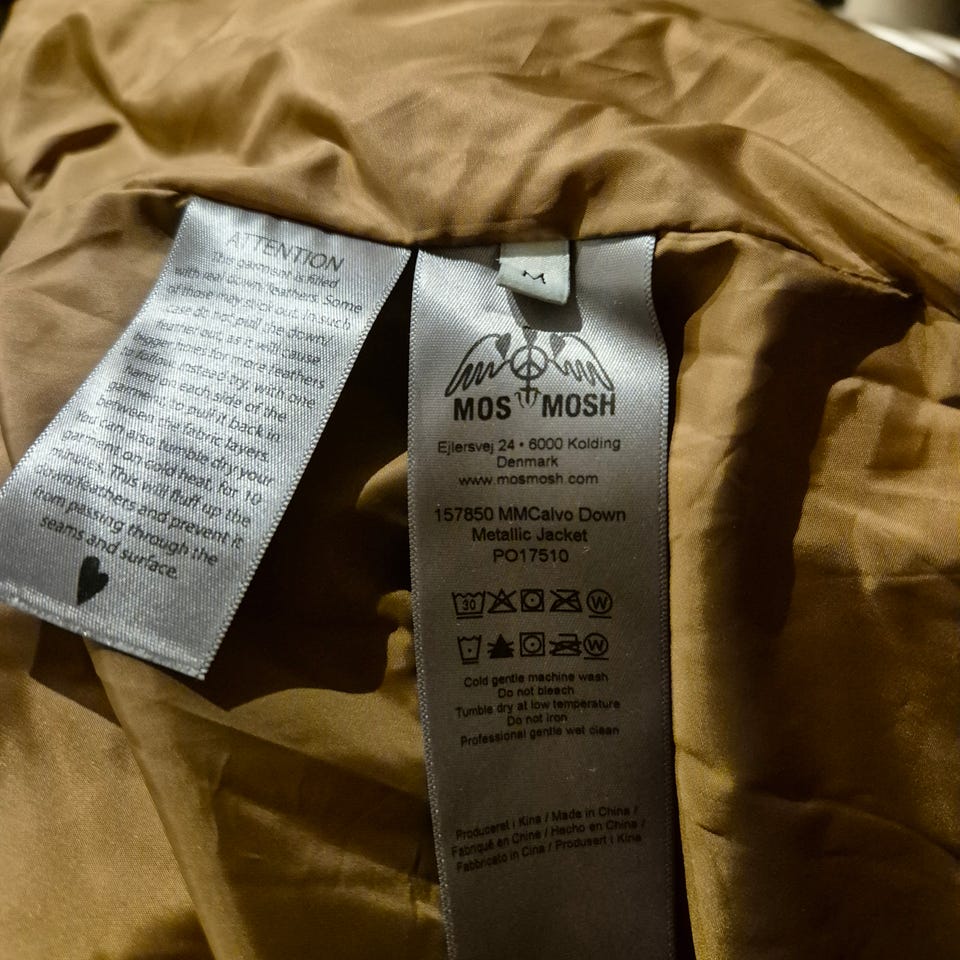 ATTENTION
This garment is filled
with real down/feathers. Some
of those may stick out. In such
case do not pull the down/
feather out, as it will cause
bigger holes for more feathers
to follow. Instead try, with one
hand on each side of the
garment to pull it back in
between the fabric layers.
You can also tumble dry your
garment on cold heat, for 10
minutes. This will fluff up the
down feathers and prevent it
from passing through the
seams and surface.
M
MOS MOSH
Ejlersvej 24 • 6000 Kolding
Denmark
www.mosmosh.com
157850 MMCalvo Down
Metallic Jacket
PO17510
30
W
W
Cold gentle machine wash
Do not bleach
Tumble dry at low temperature
Do not iron
Professional gentle wet clean
Produceret i Kina / Made in China /
Fabriqué en Chine / Hecho en China /
Fabbricato in Cina / Produsert i Kina